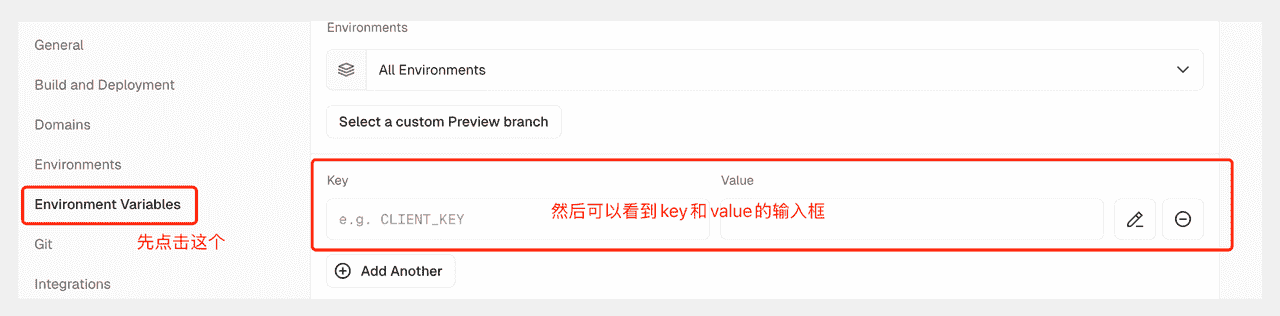 General
Build and Deployment
Domains
Environments
Environment Variables
先点击这个
Git
Integrations
Environments
All Environments
Select a custom Preview branch
Key
Value
e.g. CLIENT_KEY
然后可以看到key和value的输入框
Add Another